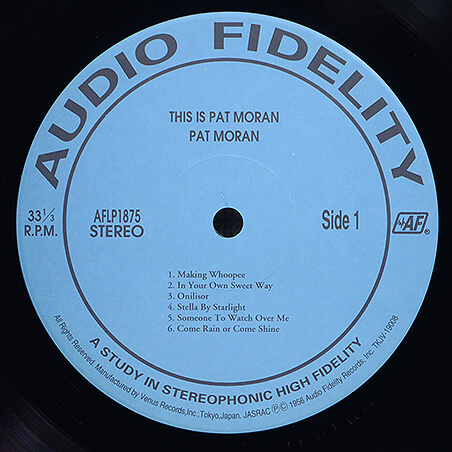 AUDIO FIDELITY
THIS IS PAT MORAN
PAT MORAN
33 1/3
R.P.M.
AFLP1875
STEREO
Side 1
AF®
1. Making Whoopee
2. In Your Own Sweet Way
3. Onilisor
4. Stella By Starlight
5. Someone To Watch Over Me
6. Come Rain or Come Shine
A STUDY IN STEREOPHONIC HIGH FIDELITY
All Rights Reserved. Manufactured by Venus Records,Inc.,Tokyo,Japan. JASRAC Ⓟ© 1956 Audio Fidelity Records, Inc. TKJV-19008